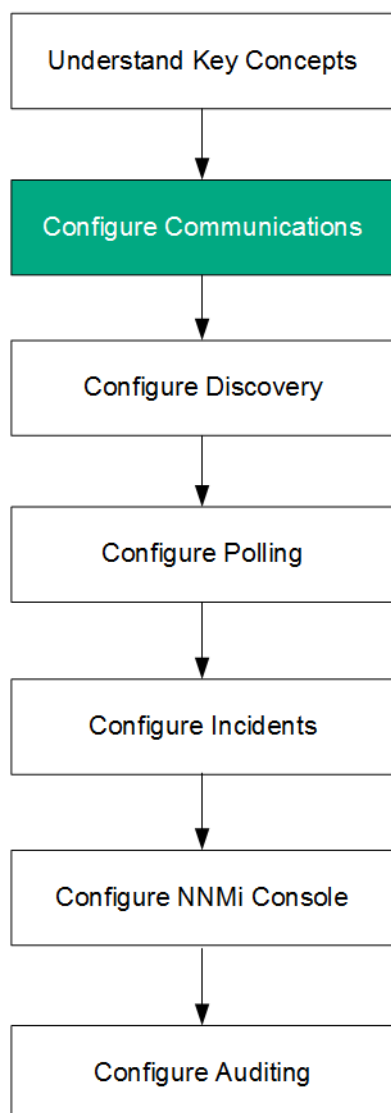 Understand Key Concepts
Configure Communications
Configure Discovery
Configure Polling
Configure Incidents
Configure NNMi Console
Configure Auditing